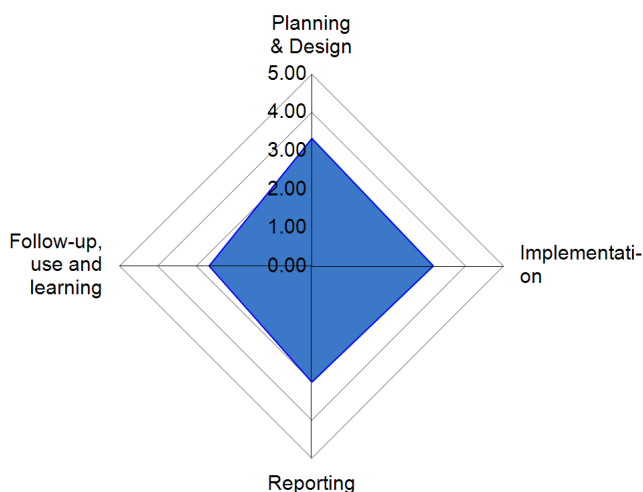 Planning
& Design
5.00
4.00
3.00
2.00
1.00
0.00
Follow-up,
use and
learning
Implementati-
on
Reporting